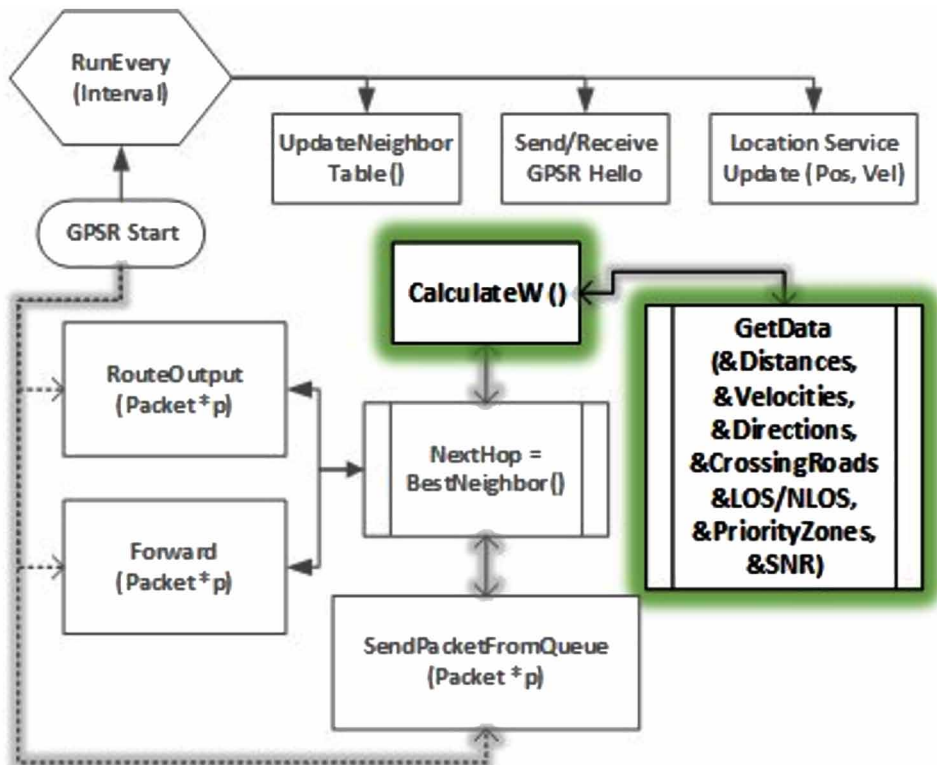 RunEvery
(Interval)
UpdateNeighbor
Table()
Send/Receive
GPSR Hello
Location Service
Update (Pos, Vel)
GPSR Start
CalculateW ()
GetData
(&Distances,
&Velocities,
&Directions,
&CrossingRoads
&LOS/NLOS,
&PriorityZones,
&SNR)
RouteOutput
(Packet * p)
NextHop =
BestNeighbor()
Forward
(Packet * p)
SendPacketFromQueue
(Packet * p)